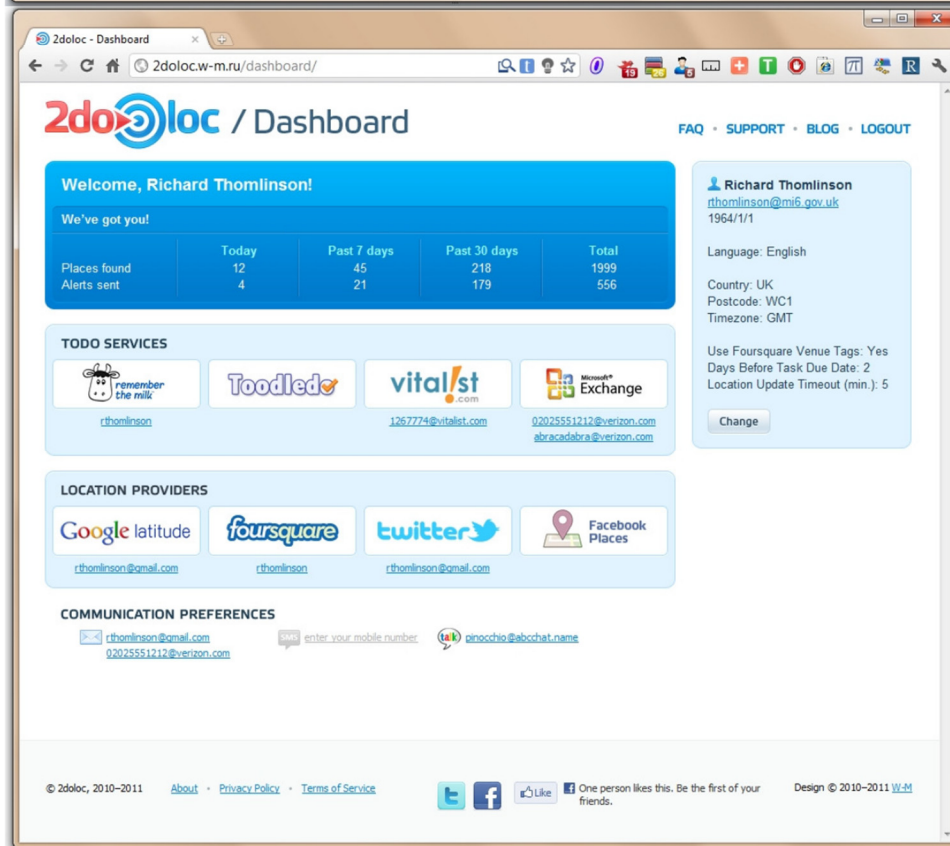 2doloc - Dashboard
2doloc.w-m.ru/dashboard/
19
26
5
2doloc / Dashboard
FAQ • SUPPORT • BLOG • LOGOUT
Welcome, Richard Thomlinson!
We've got you!
Today Past 7 days Past 30 days Total
Places found 12 45 218 1999
Alerts sent 4 21 179 556
Richard Thomlinson
rthomlinson@mi6.gov.uk
1964/1/1
Language: English
Country: UK
Postcode: WC1
Timezone: GMT
Use Foursquare Venue Tags: Yes
Days Before Task Due Date: 2
Location Update Timeout (min.): 5
Change
TODO SERVICES
remember
the milk
Toodledo
vitalist
.com
Microsoft®
Exchange
rthomlinson
1267774@vitalist.com
02025551212@verizon.com
abracadabra@verizon.com
LOCATION PROVIDERS
Google latitude
foursquare
twitter
Facebook
Places
rthomlinson@gmail.com
rthomlinson
rthomlinson@gmail.com
COMMUNICATION PREFERENCES
rthomlinson@gmail.com
02025551212@verizon.com
SMS enter your mobile number
talk pinocchio@abcchat.name
© 2doloc, 2010–2011 About • Privacy Policy • Terms of Service
Like
One person likes this. Be the first of your
friends.
Design © 2010–2011 W-M